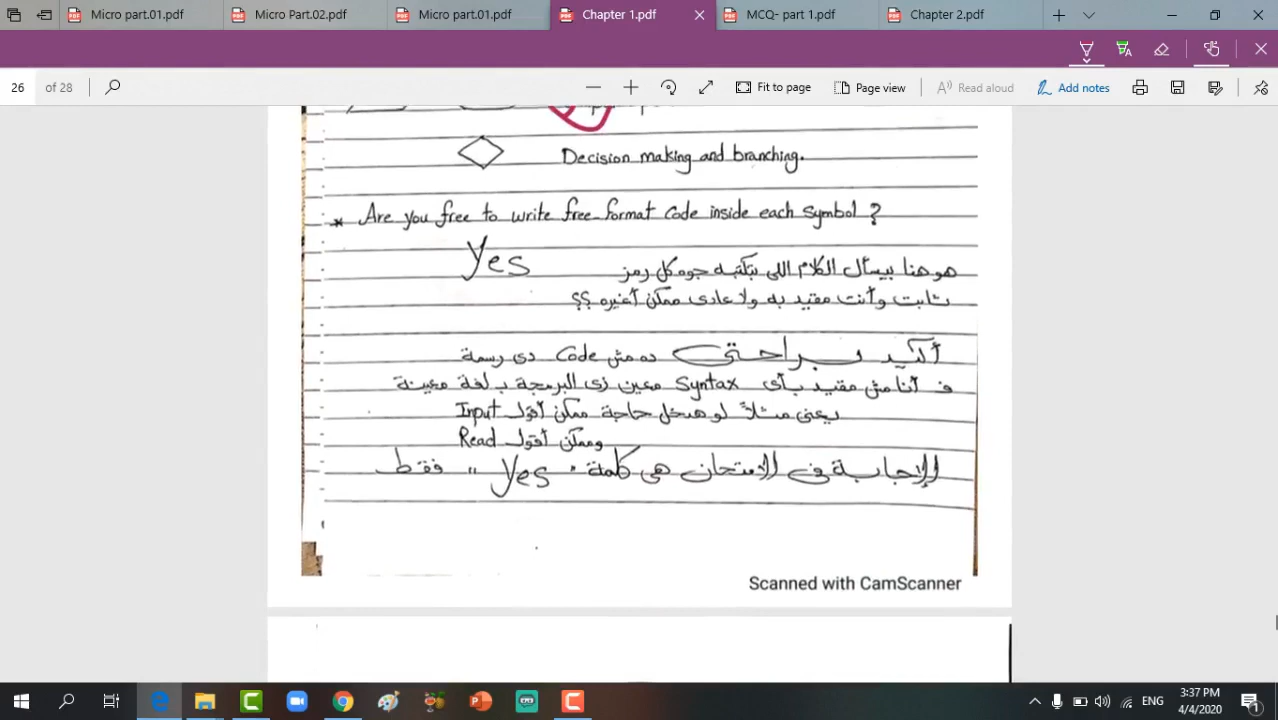 Micro part.01.pdf
Micro Part.02.pdf
Micro part.01.pdf
Chapter 1.pdf
MCQ- part 1.pdf
Chapter 2.pdf
26 of 28
Fit to page
Page view
Read aloud
Add notes
Decision making and branching.
* Are you free to write free-format code inside each symbol ?
Yes
هو هنا بيسأل الكلام اللى بتكتبه جوه كل رمز
ثابت وأنت مقيد به ولا عادى ممكن أغيره ؟؟
أكيد براحتى ده مش Code دى رسمة
ف أنا مش مقيد بأى Syntax معين زى البرمجة ب لغة معينة
يعنى مثلاً لو هدخل حاجة ممكن أقول Input
وممكن أقول Read
الإجابة فى الامتحان هى كلمة " Yes " فقط
Scanned with CamScanner
ENG
3:37 PM
4/4/2020